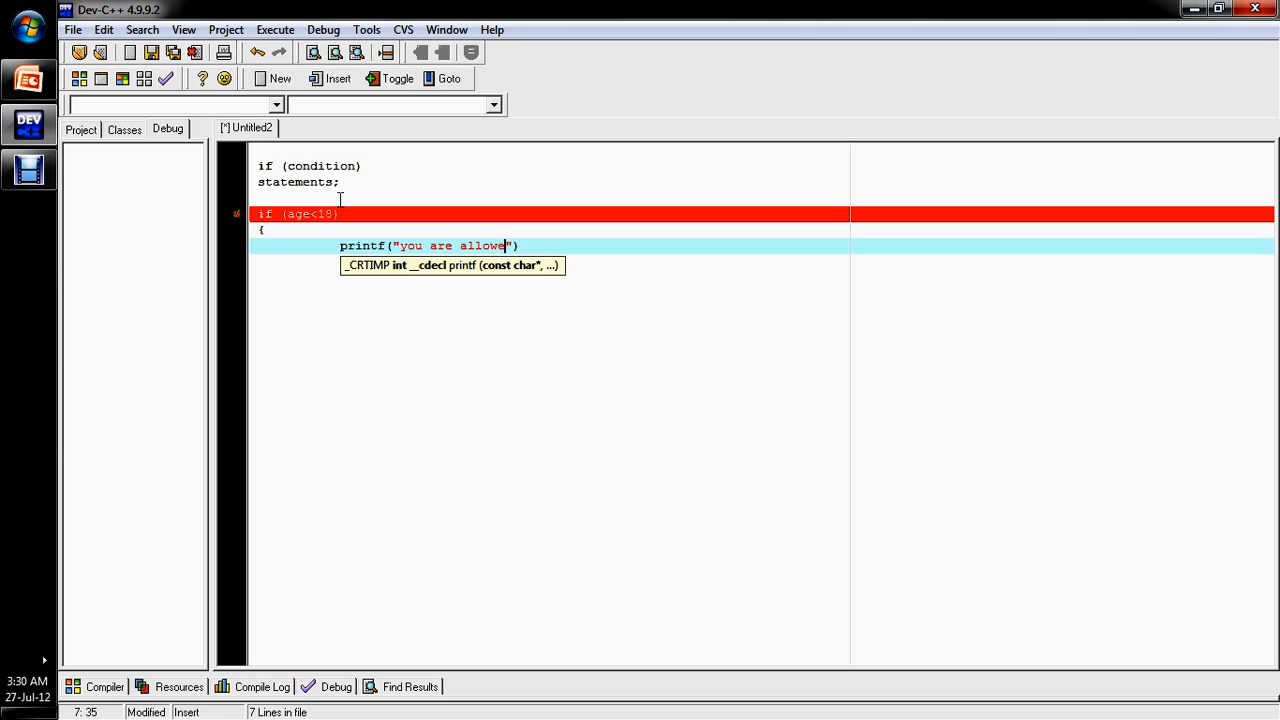 Dev-C++ 4.9.9.2
File Edit Search View Project Execute Debug Tools CVS Window Help
New Insert Toggle Goto
Project Classes Debug [*] Untitled2
if (condition)
statements;
if (age<18)
{
printf("you are allowe")
_CRTIMP int __cdecl printf (const char*, ...)
DEV
3:30 AM
27-Jul-12
Compiler Resources Compile Log Debug Find Results
7: 35 Modified Insert 7 Lines in file